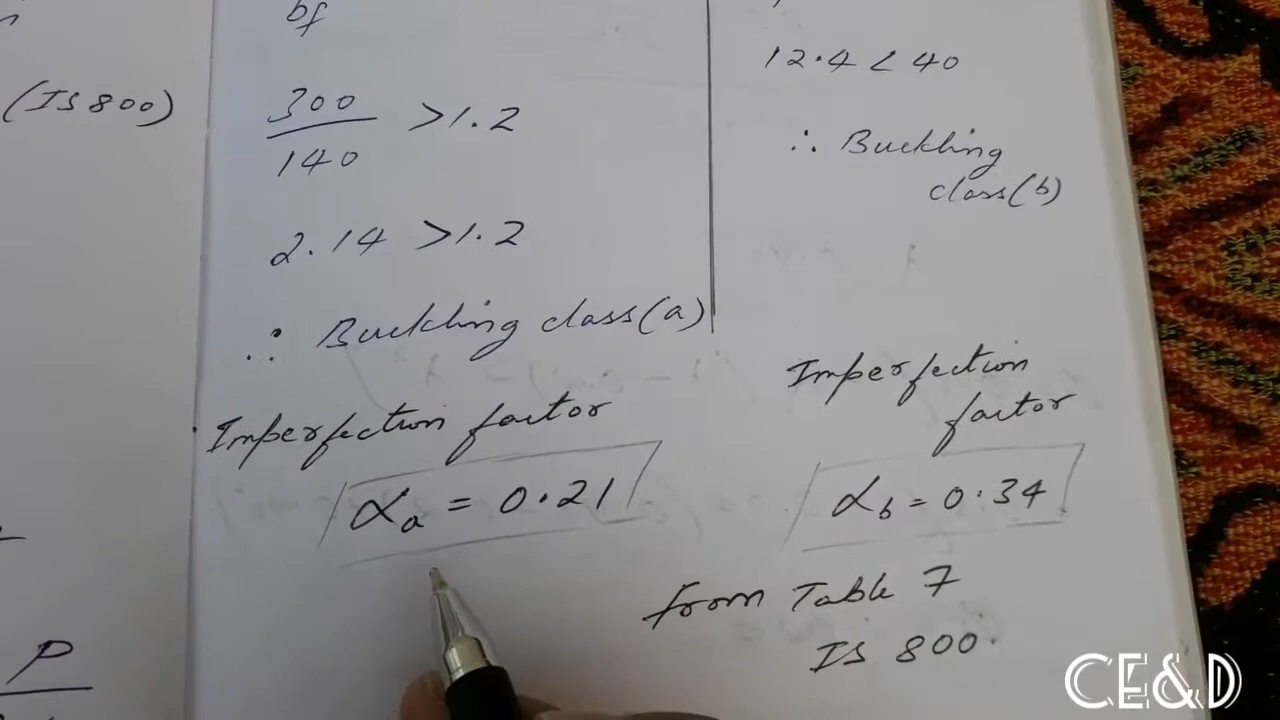 (IS 800)
P
bf
300
140
>1.2
2.14 >1.2
∴ Buckling class(a)
Imperfection factor
αa = 0.21
12.4 < 40
∴ Buckling
class(b)
Imperfection
factor
αb = 0.34
from Table 7
IS 800.
CE&D